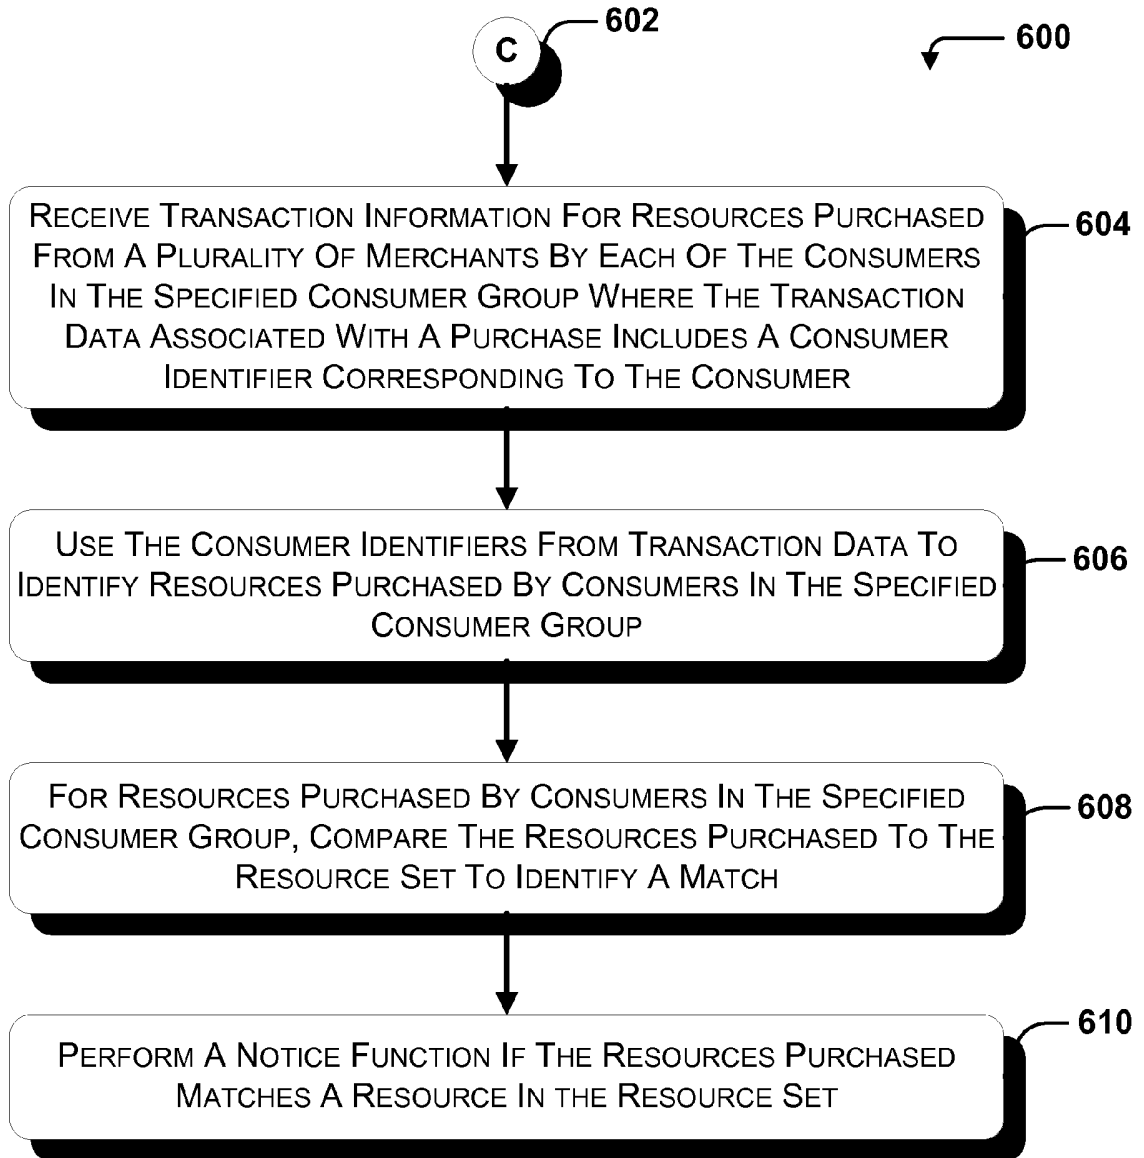 C
602
600
RECEIVE TRANSACTION INFORMATION FOR RESOURCES PURCHASED
FROM A PLURALITY OF MERCHANTS BY EACH OF THE CONSUMERS
IN THE SPECIFIED CONSUMER GROUP WHERE THE TRANSACTION
DATA ASSOCIATED WITH A PURCHASE INCLUDES A CONSUMER
IDENTIFIER CORRESPONDING TO THE CONSUMER
604
USE THE CONSUMER IDENTIFIERS FROM TRANSACTION DATA TO
IDENTIFY RESOURCES PURCHASED BY CONSUMERS IN THE SPECIFIED
CONSUMER GROUP
606
FOR RESOURCES PURCHASED BY CONSUMERS IN THE SPECIFIED
CONSUMER GROUP, COMPARE THE RESOURCES PURCHASED TO THE
RESOURCE SET TO IDENTIFY A MATCH
608
PERFORM A NOTICE FUNCTION IF THE RESOURCES PURCHASED
MATCHES A RESOURCE IN THE RESOURCE SET
610